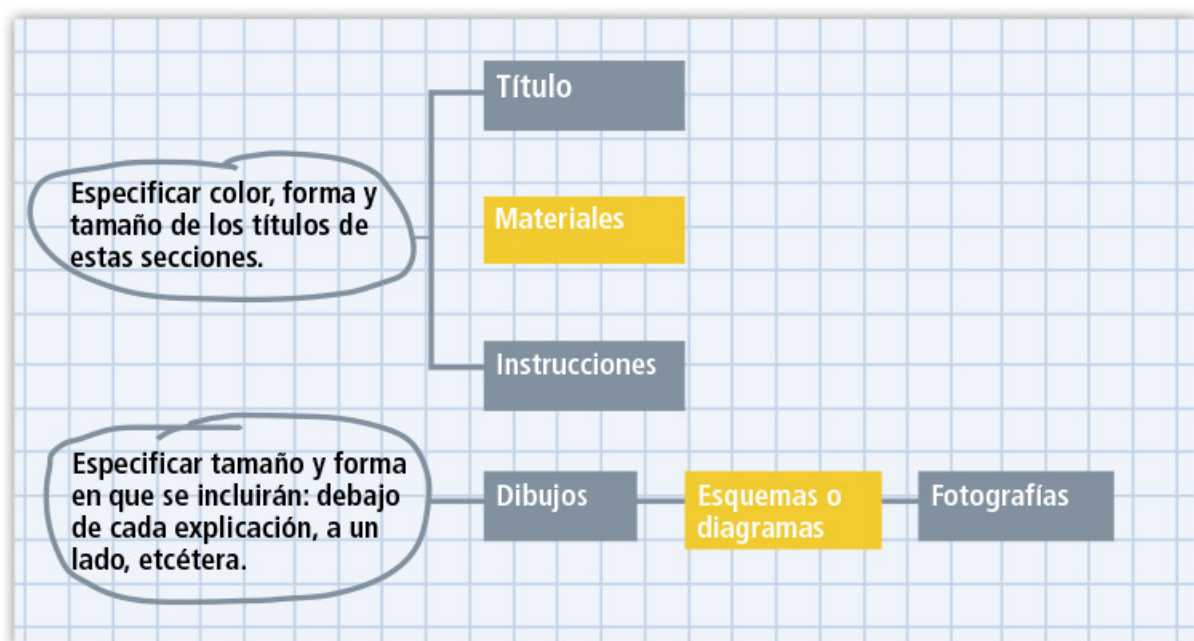 Título
Especificar color, forma y
tamaño de los títulos de
estas secciones.
Materiales
Instrucciones
Especificar tamaño y forma
en que se incluirán: debajo
de cada explicación, a un
lado, etcétera.
Dibujos
Esquemas o
diagramas
Fotografías